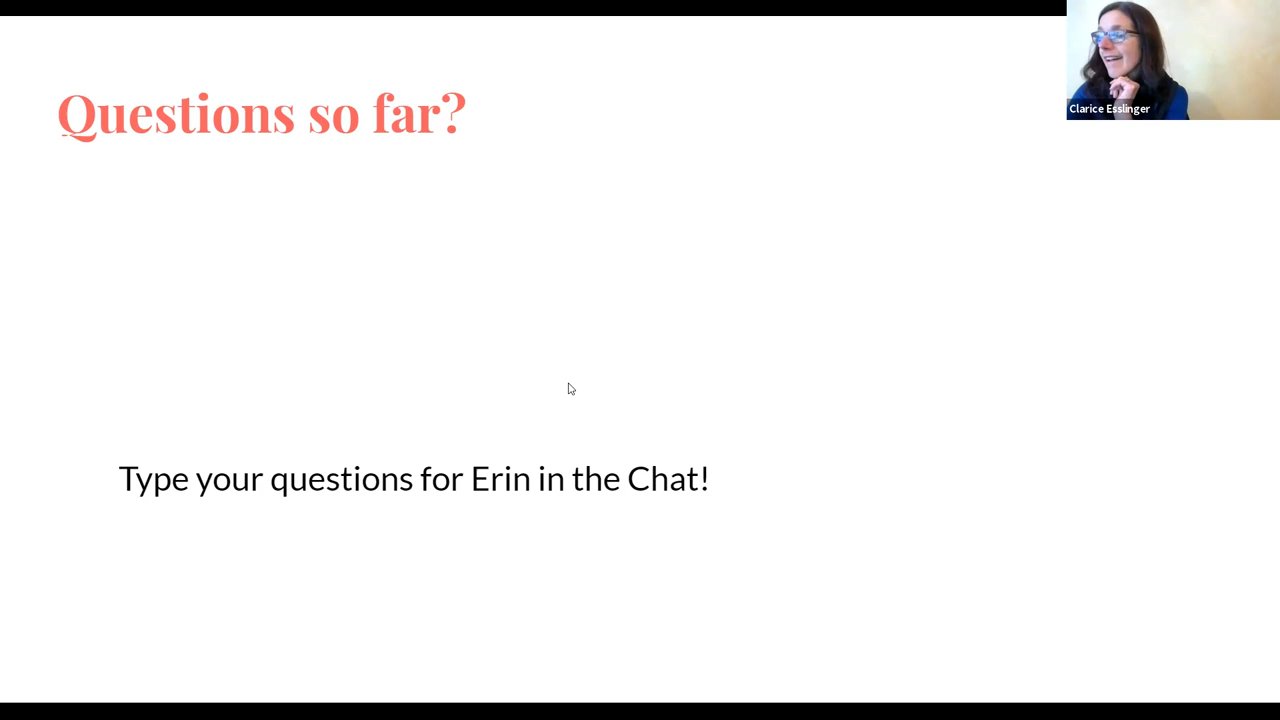 Questions so far?
Clarice Esslinger
Type your questions for Erin in the Chat!